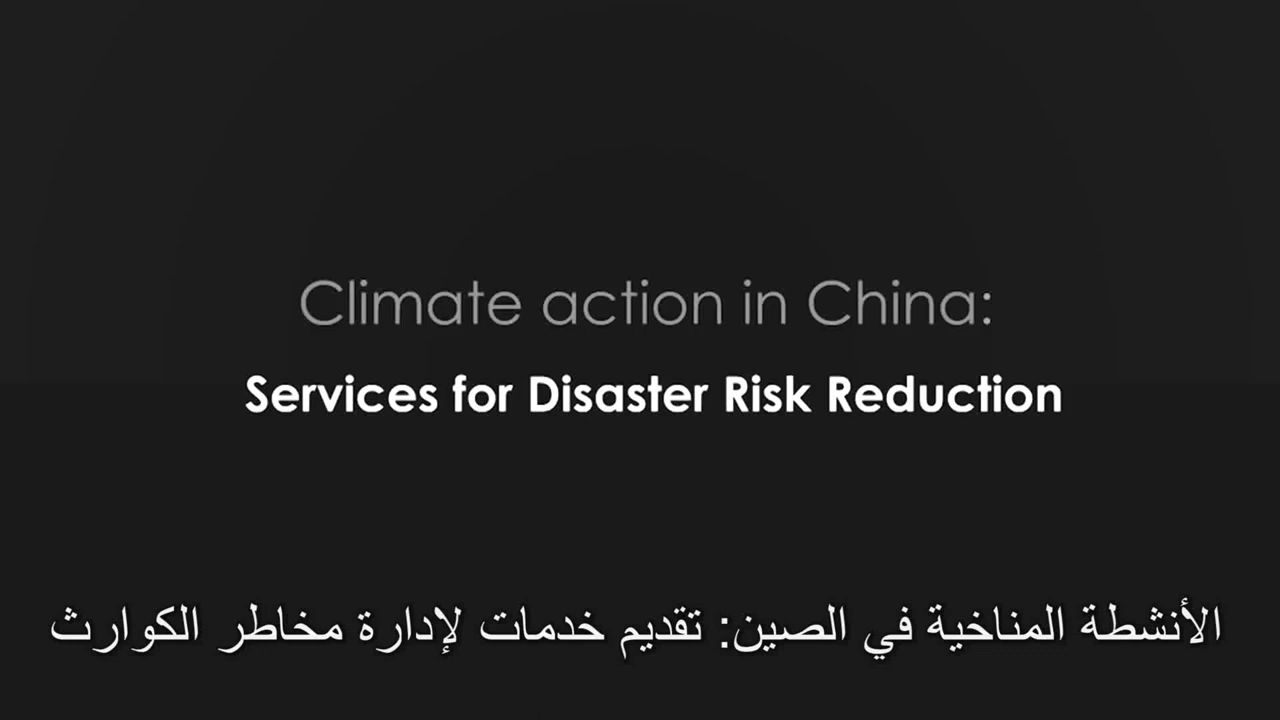 Climate action in China:
Services for Disaster Risk Reduction
الأنشطة المناخية في الصين: تقديم خدمات لإدارة مخاطر الكوارث